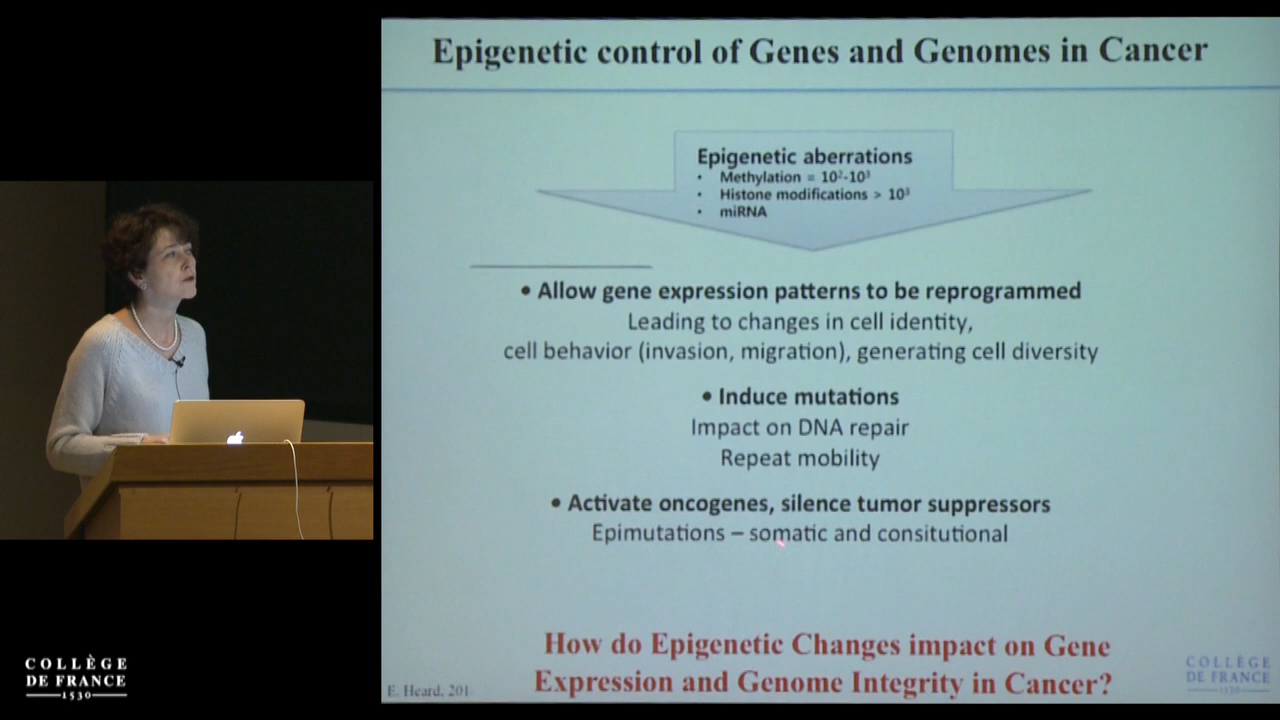 Epigenetic control of Genes and Genomes in Cancer
Epigenetic aberrations
• Methylation = 10²-10³
• Histone modifications > 10³
• miRNA
• Allow gene expression patterns to be reprogrammed
Leading to changes in cell identity,
cell behavior (invasion, migration), generating cell diversity
• Induce mutations
Impact on DNA repair
Repeat mobility
• Activate oncogenes, silence tumor suppressors
Epimutations – somatic and consitutional
How do Epigenetic Changes impact on Gene
Expression and Genome Integrity in Cancer?
E. Heard, 201
COLLÈGE
DE FRANCE
1530
COLLÈGE
DE FRANCE
1530